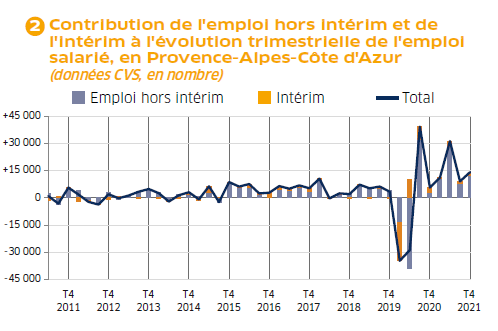 2 Contribution de l'emploi hors intérim et de
l'intérim à l'évolution trimestrielle de l'emploi
salarié, en Provence-Alpes-Côte d'Azur
(données CVS, en nombre)
Emploi hors intérim Intérim Total
+45 000
+30 000
+15 000
0
-15 000
-30 000
-45 000
T4 T4 T4 T4 T4 T4 T4 T4 T4 T4 T4
2011 2012 2013 2014 2015 2016 2017 2018 2019 2020 2021